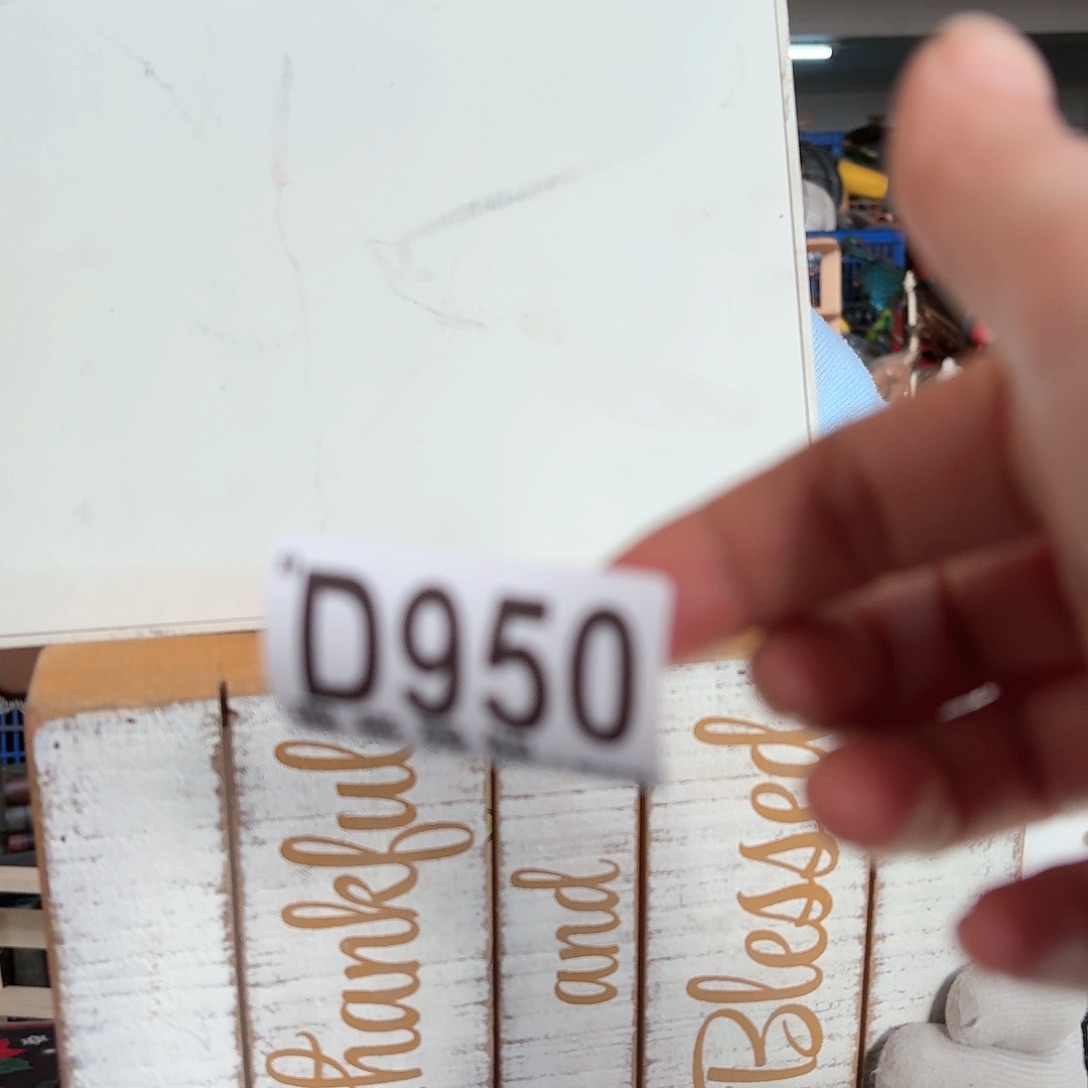 D950
thankful
and
Blessed